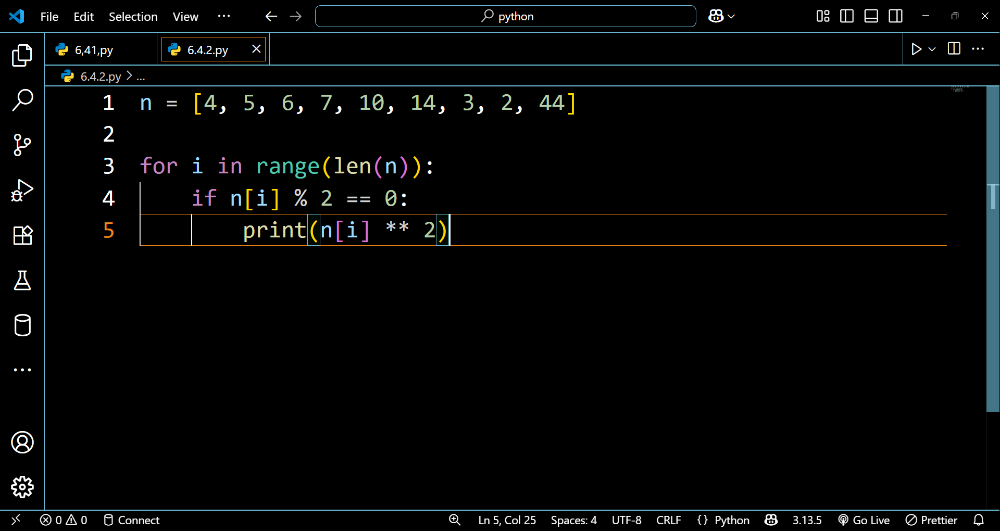 File Edit Selection View ··· python
6,41,py 6.4.2.py
6.4.2.py > ...
1 n = [4, 5, 6, 7, 10, 14, 3, 2, 44]
2
3 for i in range(len(n)):
4     if n[i] % 2 == 0:
5         print(n[i] ** 2)
0 0 Connect Ln 5, Col 25 Spaces: 4 UTF-8 CRLF {} Python 3.13.5 Go Live Prettier